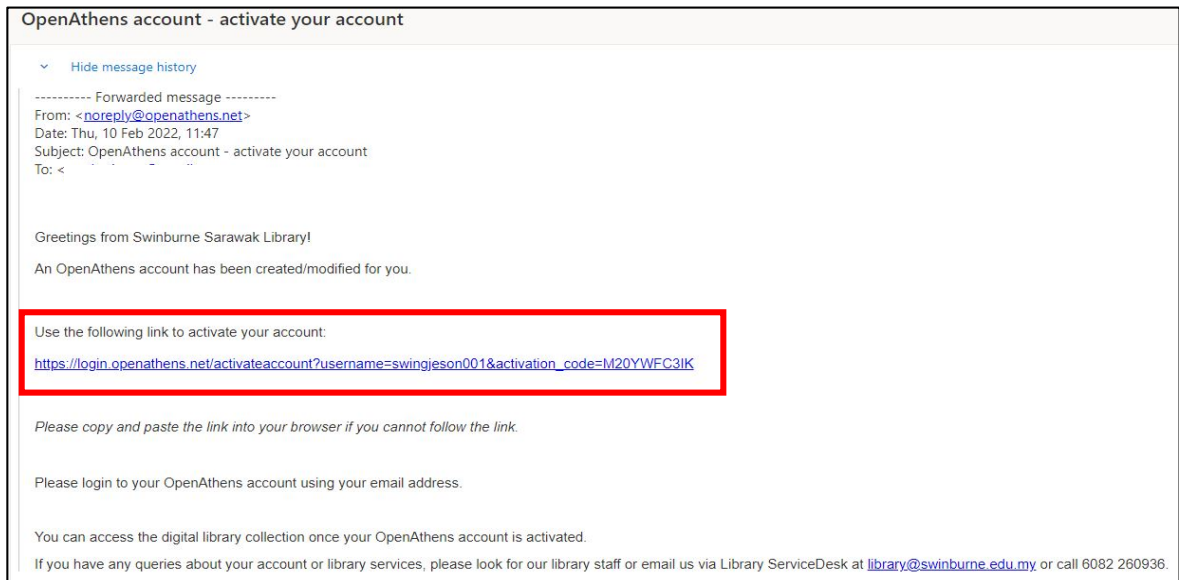 OpenAthens account - activate your account
Hide message history
---------- Forwarded message ---------
From: <noreply@openathens.net>
Date: Thu, 10 Feb 2022, 11:47
Subject: OpenAthens account - activate your account
To: <
Greetings from Swinburne Sarawak Library!
An OpenAthens account has been created/modified for you.
Use the following link to activate your account:
https://login.openathens.net/activateaccount?username=swingjeson001&activation_code=M20YWFC3IK
Please copy and paste the link into your browser if you cannot follow the link.
Please login to your OpenAthens account using your email address.
You can access the digital library collection once your OpenAthens account is activated.
If you have any queries about your account or library services, please look for our library staff or email us via Library ServiceDesk at library@swinburne.edu.my or call 6082 260936.